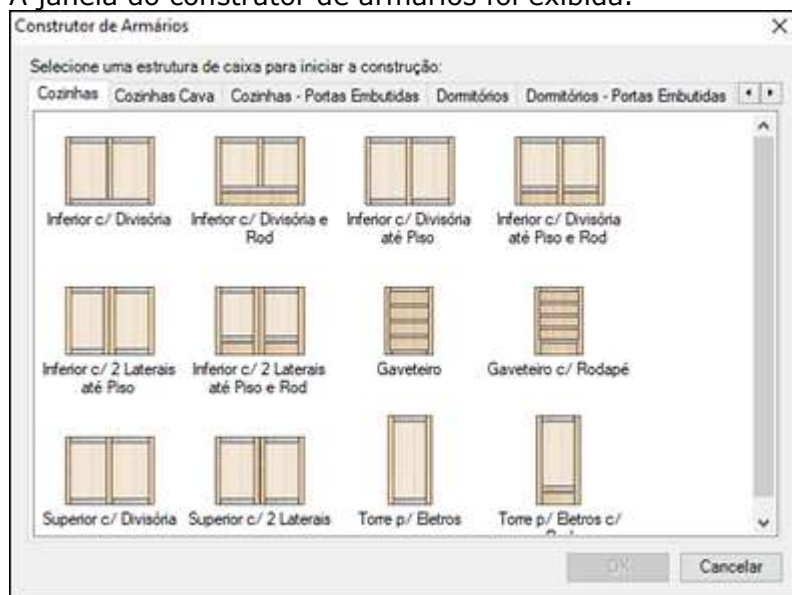 A janela do construtor de armários foi exibida.
Construtor de Armários
Selecione uma estrutura de caixa para iniciar a construção:
Cozinhas Cozinhas Cava Cozinhas - Portas Embutidas Dormitórios Dormitórios - Portas Embutidas
Inferior c/ Divisória Inferior c/ Divisória e Inferior c/ Divisória Inferior c/ Divisória
Rod até Piso até Piso e Rod
Inferior c/ 2 Laterais Inferior c/ 2 Laterais Gaveteiro Gaveteiro c/ Rodapé
até Piso até Piso e Rod
Superior c/ Divisória Superior c/ 2 Laterais Torre p/ Eletros Torre p/ Eletros c/
OK Cancelar